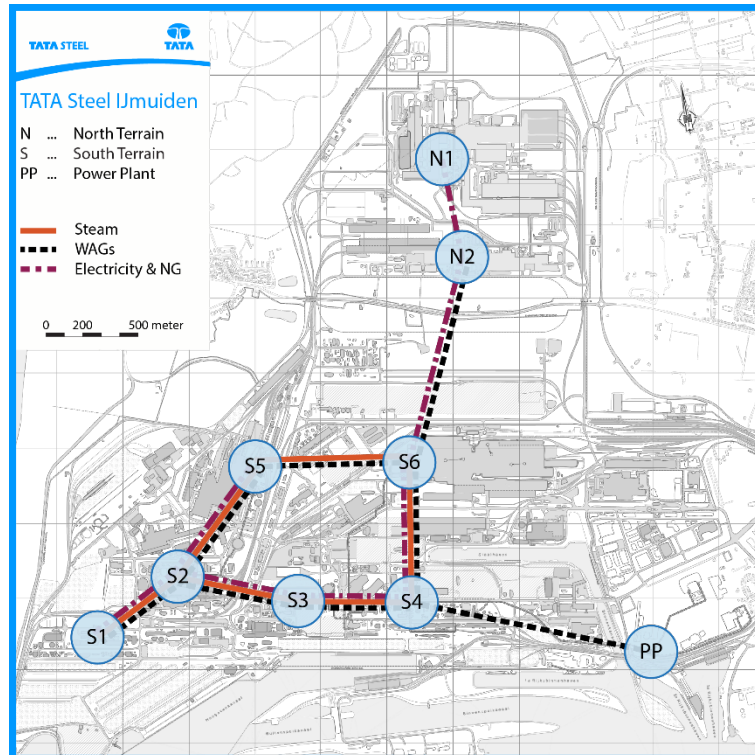 TATA STEEL
TATA
TATA Steel IJmuiden
N ... North Terrain
S ... South Terrain
PP ... Power Plant
Steam
WAGs
Electricity & NG
0 200 500 meter
N1
N2
S5
S6
S2
S3
S4
S1
PP